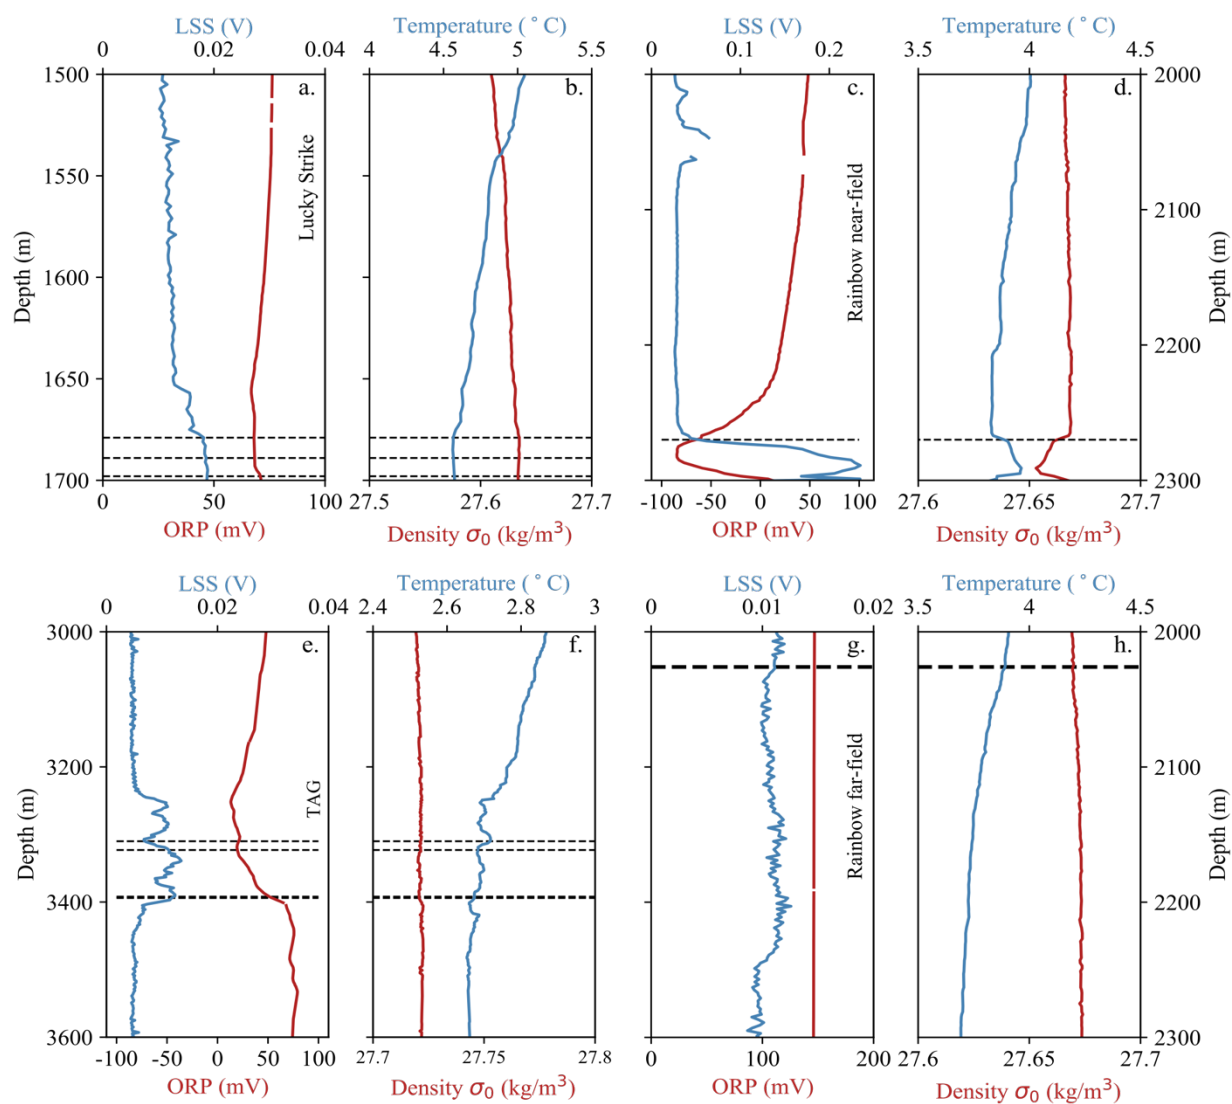 LSS (V)
Temperature ( ° C)
LSS (V)
Temperature ( ° C)
0 0.02 0.04
4 4.5 5 5.5
0 0.1 0.2
3.5 4 4.5
1500 a. b. c. d. 2000
Lucky Strike
Rainbow near-field
1550
2100
Depth (m)
1600
Depth (m)
2200
1650
1700
2300
0 50 100
27.5 27.6 27.7
-100 -50 0 50 100
27.6 27.65 27.7
ORP (mV)
Density σ0 (kg/m³)
ORP (mV)
Density σ0 (kg/m³)
LSS (V)
Temperature ( ° C)
LSS (V)
Temperature ( ° C)
0 0.02 0.04
2.4 2.6 2.8 3
0 0.01 0.02
3.5 4 4.5
3000 e. f. g. h. 2000
TAG
Rainbow far-field
3200
2100
Depth (m)
Depth (m)
3400
2200
3600
2300
-100 -50 0 50 100
27.7 27.75 27.8
0 100 200
27.6 27.65 27.7
ORP (mV)
Density σ0 (kg/m³)
ORP (mV)
Density σ0 (kg/m³)